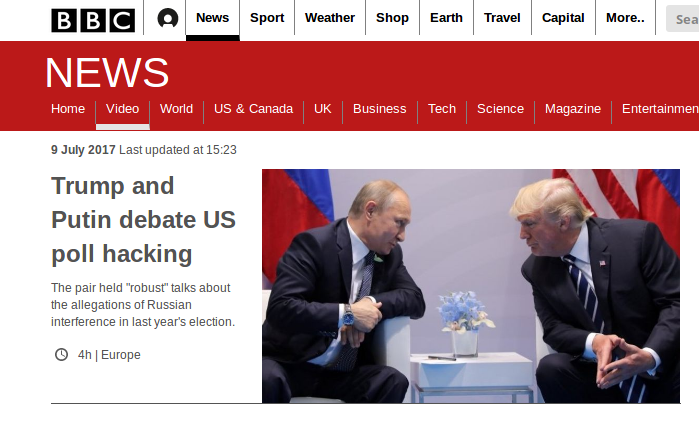 BBC News Sport Weather Shop Earth Travel Capital More.. Sea
NEWS
Home Video World US & Canada UK Business Tech Science Magazine Entertainmen
9 July 2017 Last updated at 15:23
Trump and
Putin debate US
poll hacking
The pair held "robust" talks about
the allegations of Russian
interference in last year's election.
4h | Europe